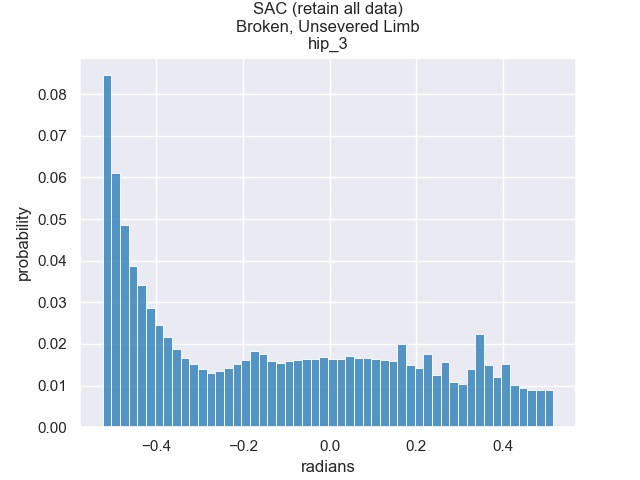 SAC (retain all data)
Broken, Unsevered Limb
hip_3
probability
0.08
0.07
0.06
0.05
0.04
0.03
0.02
0.01
0.00
−0.4 −0.2 0.0 0.2 0.4
radians